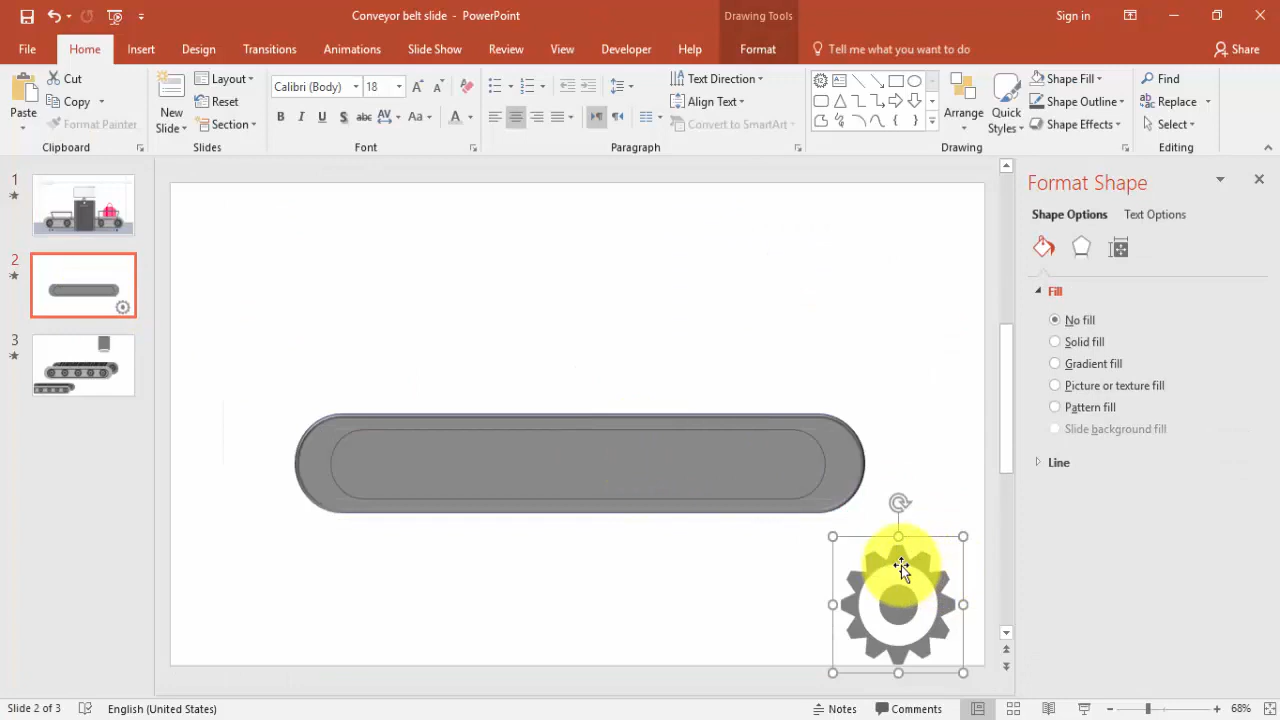 Conveyor belt slide - PowerPoint
Drawing Tools
Sign in
File
Home
Insert
Design
Transitions
Animations
Slide Show
Review
View
Developer
Help
Format
Tell me what you want to do
Share
Paste
Cut
Copy
Format Painter
Clipboard
New Slide
Layout
Reset
Section
Slides
Calibri (Body)
18
B I U S abc AV Aa A
Font
Text Direction
Align Text
Convert to SmartArt
Paragraph
Arrange
Quick Styles
Shape Fill
Shape Outline
Shape Effects
Drawing
Find
Replace
Select
Editing
1
2
3
Format Shape
Shape Options
Text Options
Fill
No fill
Solid fill
Gradient fill
Picture or texture fill
Pattern fill
Slide background fill
Line
Slide 2 of 3
English (United States)
Notes
Comments
68%